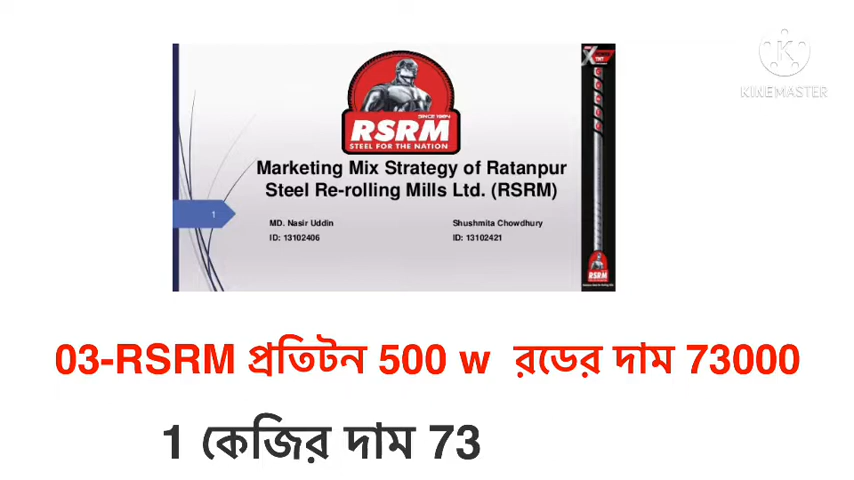 KINEMASTER
X
TMT
SINCE 1984
RSRM
STEEL FOR THE NATION
Marketing Mix Strategy of Ratanpur
Steel Re-rolling Mills Ltd. (RSRM)
1
MD. Nasir Uddin
Shushmita Chowdhury
ID: 13102406
ID: 13102421
RSRM
03-RSRM প্রতিটন 500 w রডের দাম 73000
1 কেজির দাম 73